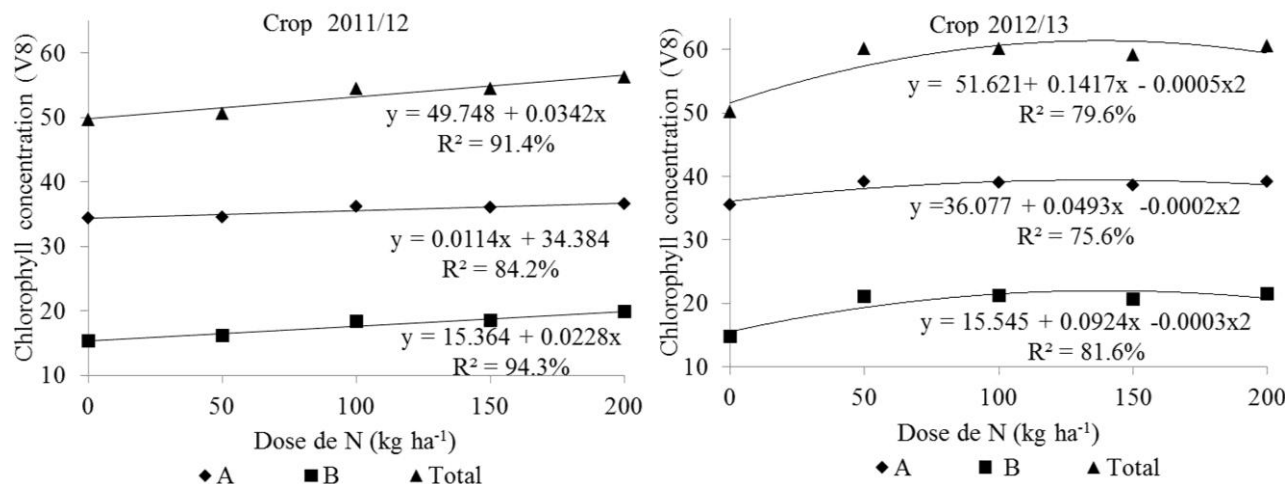 Crop 2011/12
Chlorophyll concentration (V8)
60
50
40
30
20
10
y = 49.748 + 0.0342x
R² = 91.4%
y = 0.0114x + 34.384
R² = 84.2%
y = 15.364 + 0.0228x
R² = 94.3%
0 50 100 150 200
Dose de N (kg ha⁻¹)
A B Total
Crop 2012/13
Chlorophyll concentration (V8)
60
50
40
30
20
10
y = 51.621+ 0.1417x - 0.0005x2
R² = 79.6%
y =36.077 + 0.0493x -0.0002x2
R² = 75.6%
y = 15.545 + 0.0924x -0.0003x2
R² = 81.6%
0 50 100 150 200
Dose de N (kg ha⁻¹)
A B Total